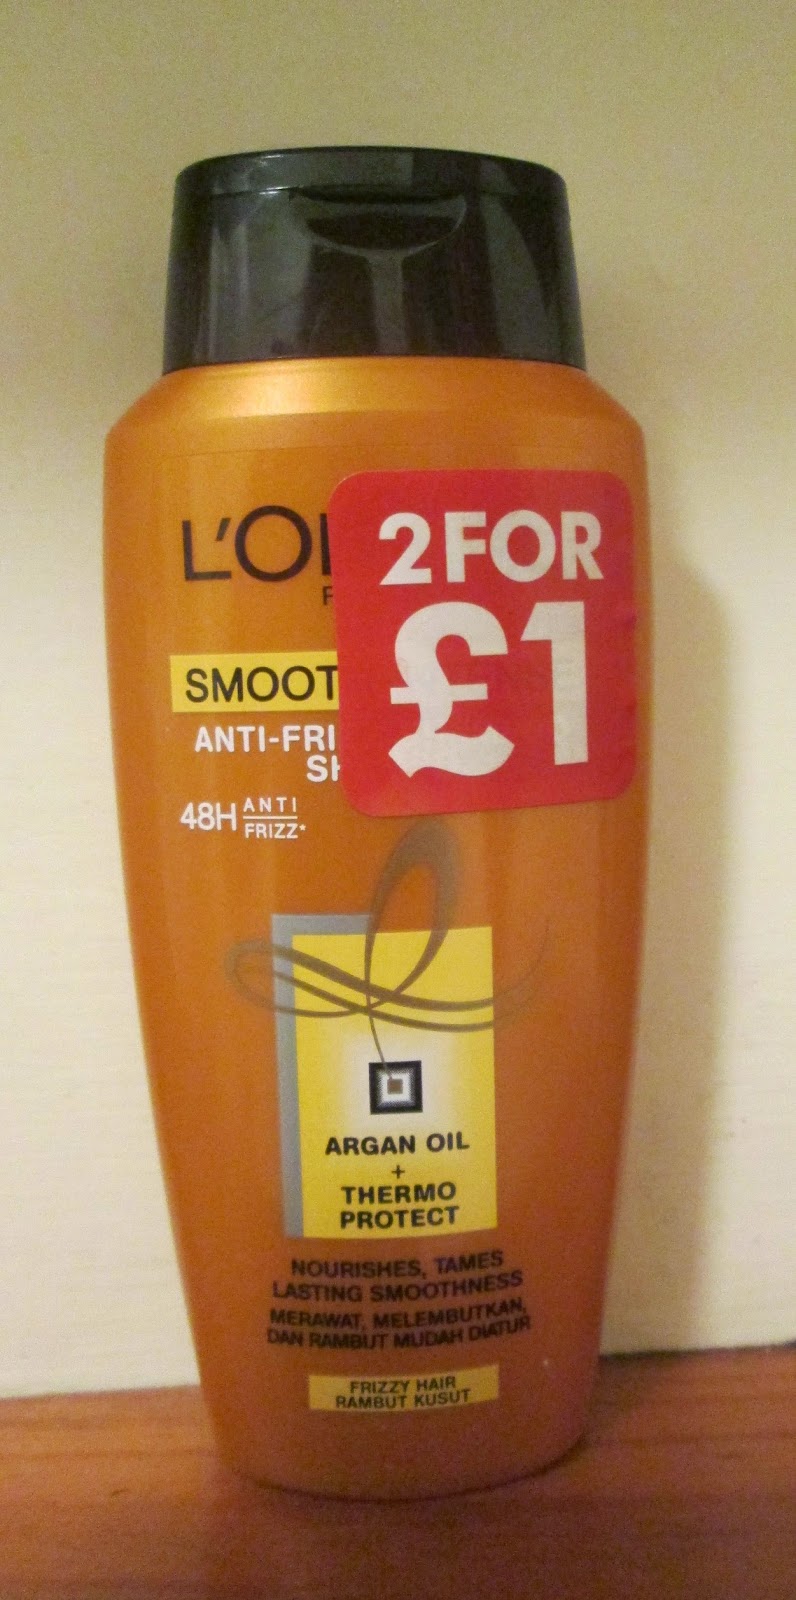 L'O
2 FOR
£1
SMOOT
ANTI-FRI
SH
48H ANTI
FRIZZ*
ARGAN OIL
+
THERMO
PROTECT
NOURISHES, TAMES
LASTING SMOOTHNESS
MERAWAT, MELEMBUTKAN,
DAN RAMBUT MUDAH DIATUR
FRIZZY HAIR
RAMBUT KUSUT